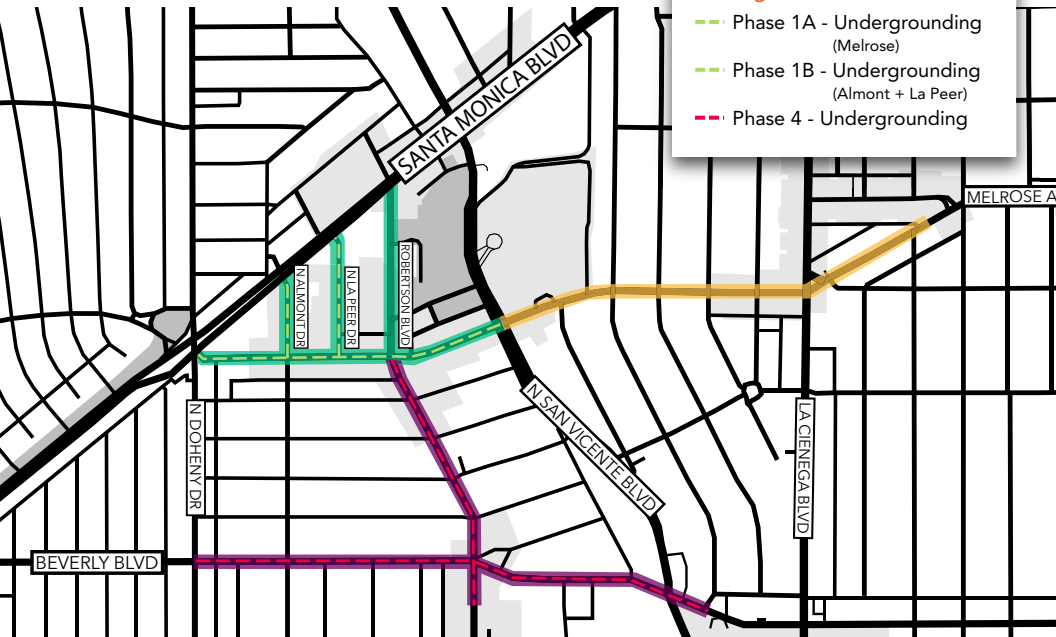 Phase 1A - Undergrounding
(Melrose)
Phase 1B - Undergrounding
(Almont + La Peer)
Phase 4 - Undergrounding
SANTA MONICA BLVD
MELROSE A
N ALMONT DR
N LA PEER DR
ROBERTSON BLVD
N DOHENY DR
N SAN VICENTE BLVD
LA CIENEGA BLVD
BEVERLY BLVD